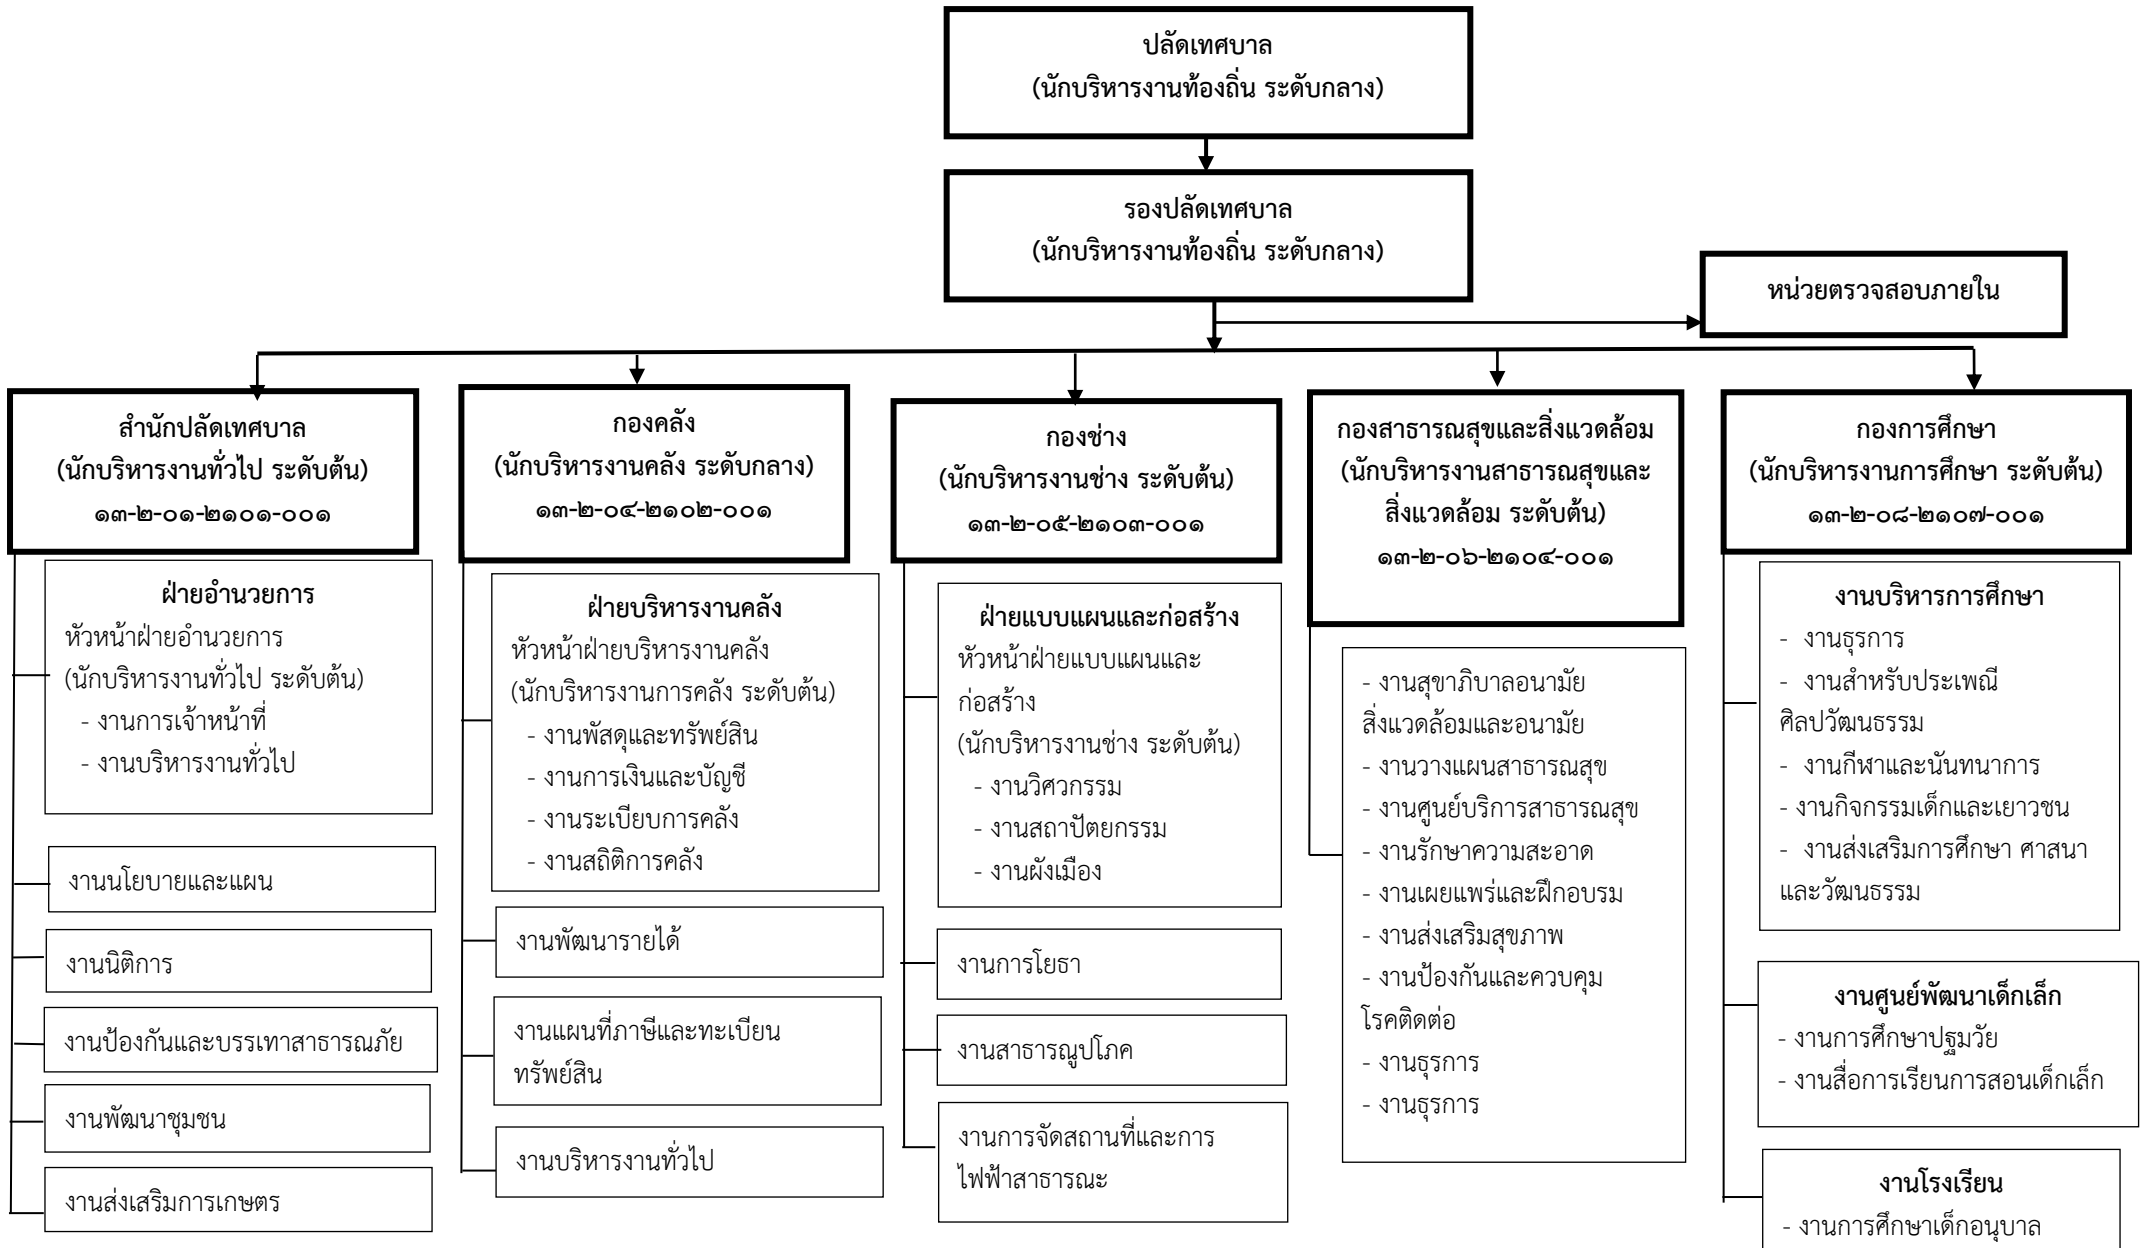 ปลัดเทศบาล
(นักบริหารงานท้องถิ่น ระดับกลาง)
รองปลัดเทศบาล
(นักบริหารงานท้องถิ่น ระดับกลาง)
หน่วยตรวจสอบภายใน
สำนักปลัดเทศบาล
(นักบริหารงานทั่วไป ระดับต้น)
๑๓-๒-๐๑-๒๑๐๑-๐๐๑
ฝ่ายอำนวยการ
หัวหน้าฝ่ายอำนวยการ
(นักบริหารงานทั่วไป ระดับต้น)
- งานการเจ้าหน้าที่
- งานบริหารงานทั่วไป
งานนโยบายและแผน
งานนิติการ
งานป้องกันและบรรเทาสาธารณภัย
งานพัฒนาชุมชน
งานส่งเสริมการเกษตร
กองคลัง
(นักบริหารงานคลัง ระดับกลาง)
๑๓-๒-๐๔-๒๑๐๒-๐๐๑
ฝ่ายบริหารงานคลัง
หัวหน้าฝ่ายบริหารงานคลัง
(นักบริหารงานการคลัง ระดับต้น)
- งานพัสดุและทรัพย์สิน
- งานการเงินและบัญชี
- งานระเบียบการคลัง
- งานสถิติการคลัง
งานพัฒนารายได้
งานแผนที่ภาษีและทะเบียน
ทรัพย์สิน
งานบริหารงานทั่วไป
กองช่าง
(นักบริหารงานช่าง ระดับต้น)
๑๓-๒-๐๕-๒๑๐๓-๐๐๑
ฝ่ายแบบแผนและก่อสร้าง
หัวหน้าฝ่ายแบบแผนและ
ก่อสร้าง
(นักบริหารงานช่าง ระดับต้น)
- งานวิศวกรรม
- งานสถาปัตยกรรม
- งานผังเมือง
งานการโยธา
งานสาธารณูปโภค
งานการจัดสถานที่และการ
ไฟฟ้าสาธารณะ
กองสาธารณสุขและสิ่งแวดล้อม
(นักบริหารงานสาธารณสุขและ
สิ่งแวดล้อม ระดับต้น)
๑๓-๒-๐๖-๒๑๐๔-๐๐๑
- งานสุขาภิบาลอนามัย
สิ่งแวดล้อมและอนามัย
- งานวางแผนสาธารณสุข
- งานศูนย์บริการสาธารณสุข
- งานรักษาความสะอาด
- งานเผยแพร่และฝึกอบรม
- งานส่งเสริมสุขภาพ
- งานป้องกันและควบคุม
โรคติดต่อ
- งานธุรการ
- งานธุรการ
กองการศึกษา
(นักบริหารงานการศึกษา ระดับต้น)
๑๓-๒-๐๘-๒๑๐๗-๐๐๑
งานบริหารการศึกษา
- งานธุรการ
- งานสำหรับประเพณี
ศิลปวัฒนธรรม
- งานกีฬาและนันทนาการ
- งานกิจกรรมเด็กและเยาวชน
- งานส่งเสริมการศึกษา ศาสนา
และวัฒนธรรม
งานศูนย์พัฒนาเด็กเล็ก
- งานการศึกษาปฐมวัย
- งานสื่อการเรียนการสอนเด็กเล็ก
งานโรงเรียน
- งานการศึกษาเด็กอนุบาล